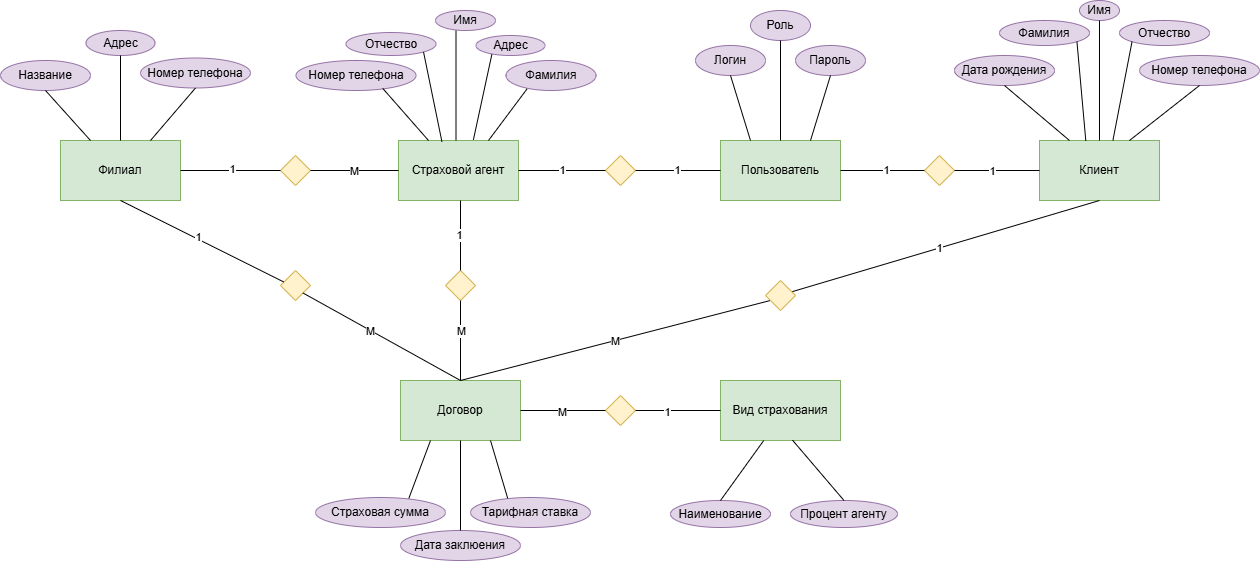 Имя
Имя
Роль
Адрес
Отчество
Адрес
Фамилия
Отчество
Название
Номер телефона
Номер телефона
Фамилия
Логин
Пароль
Дата рождения
Номер телефона
Филиал
1
М
Страховой агент
1
1
Пользователь
1
1
Клиент
1
1
1
М
М
М
Договор
М
1
Вид страхования
Страховая сумма
Тарифная ставка
Наименование
Процент агенту
Дата заклюения